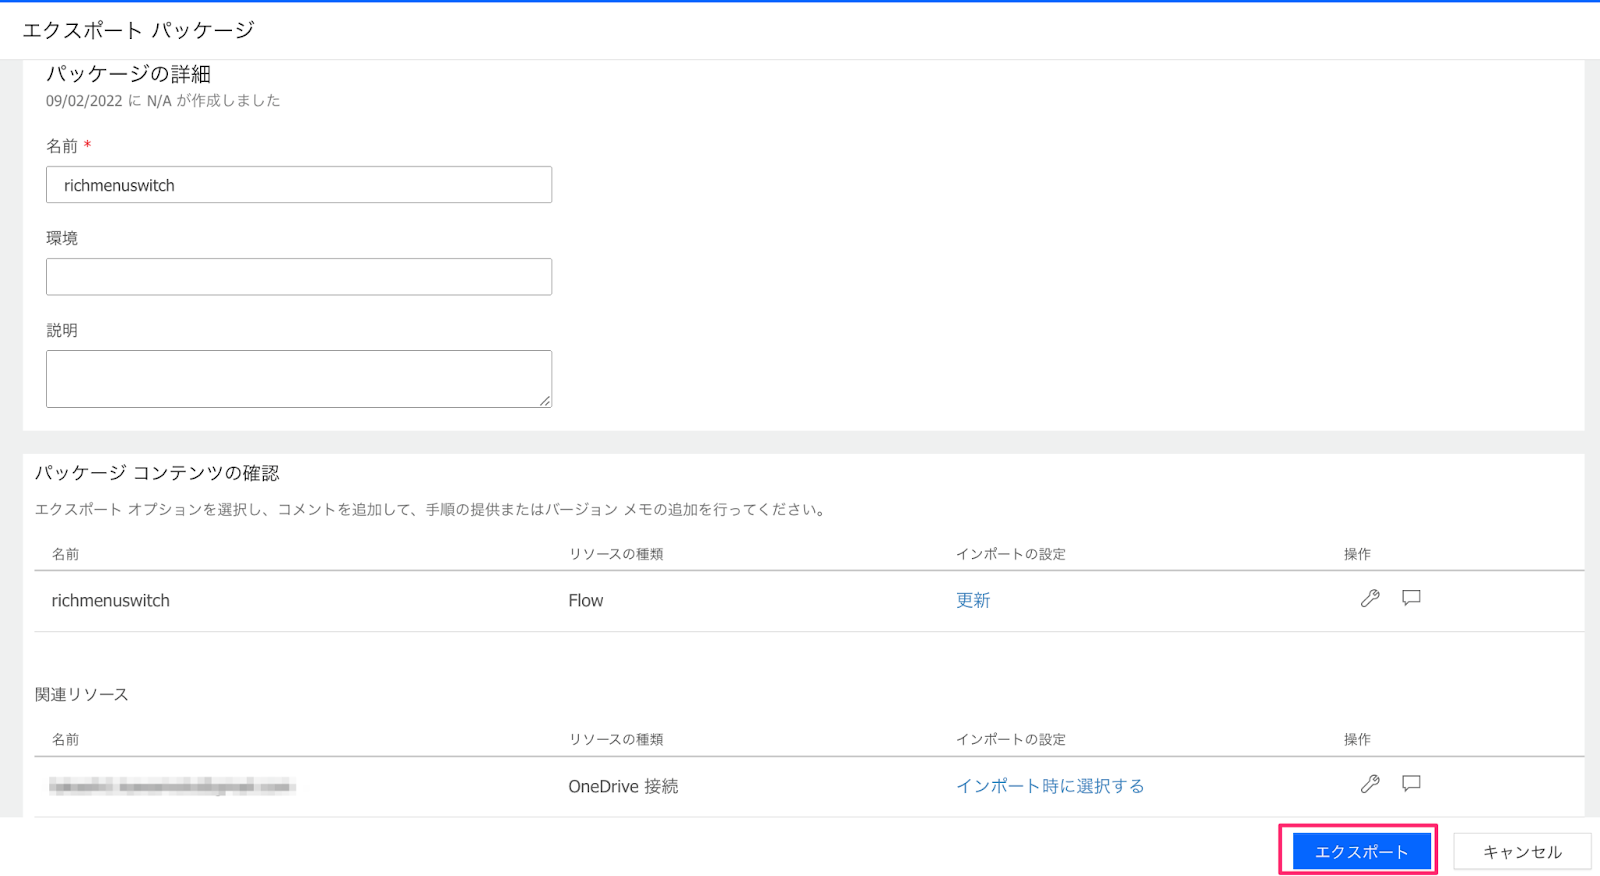 エクスポート パッケージ
パッケージの詳細
09/02/2022 に N/A が作成しました
名前 *
richmenuswitch
環境
説明
パッケージ コンテンツの確認
エクスポート オプションを選択し、コメントを追加して、手順の提供またはバージョン メモの追加を行ってください。
名前 リソースの種類 インポートの設定 操作
richmenuswitch Flow 更新
関連リソース
名前 リソースの種類 インポートの設定 操作
OneDrive 接続 インポート時に選択する
エクスポート キャンセル